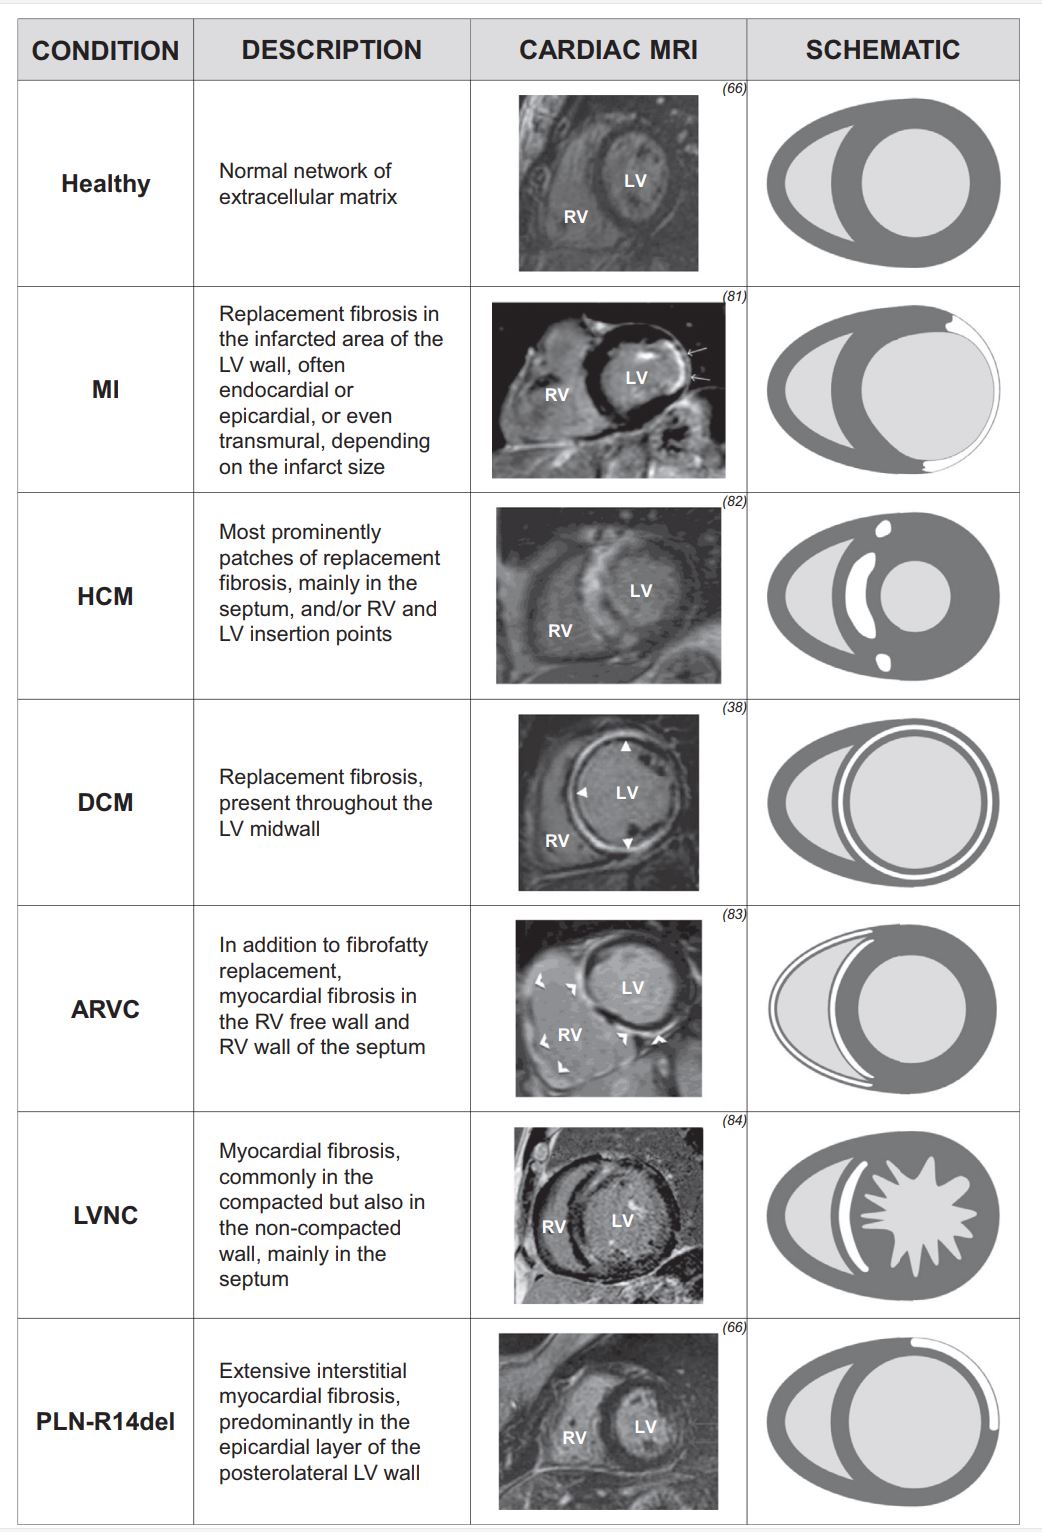 CONDITION
DESCRIPTION
CARDIAC MRI
SCHEMATIC
Healthy
Normal network of
extracellular matrix
(66)
LV
RV
MI
Replacement fibrosis in
the infarcted area of the
LV wall, often
endocardial or
epicardial, or even
transmural, depending
on the infarct size
(81)
LV
RV
HCM
Most prominently
patches of replacement
fibrosis, mainly in the
septum, and/or RV and
LV insertion points
(82)
LV
RV
DCM
Replacement fibrosis,
present throughout the
LV midwall
(38)
LV
RV
ARVC
In addition to fibrofatty
replacement,
myocardial fibrosis in
the RV free wall and
RV wall of the septum
(83)
LV
RV
LVNC
Myocardial fibrosis,
commonly in the
compacted but also in
the non-compacted
wall, mainly in the
septum
(84)
LV
RV
PLN-R14del
Extensive interstitial
myocardial fibrosis,
predominantly in the
epicardial layer of the
posterolateral LV wall
(66)
LV
RV